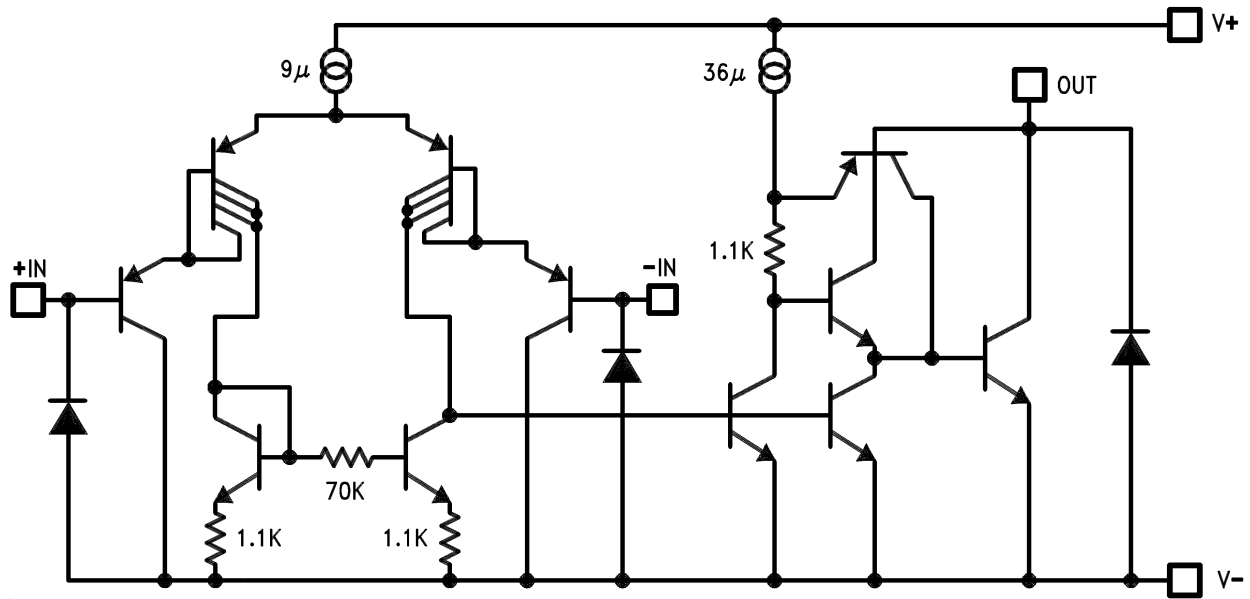 V+
9μ
36μ
OUT
1.1K
+IN
-IN
70K
1.1K
1.1K
V-